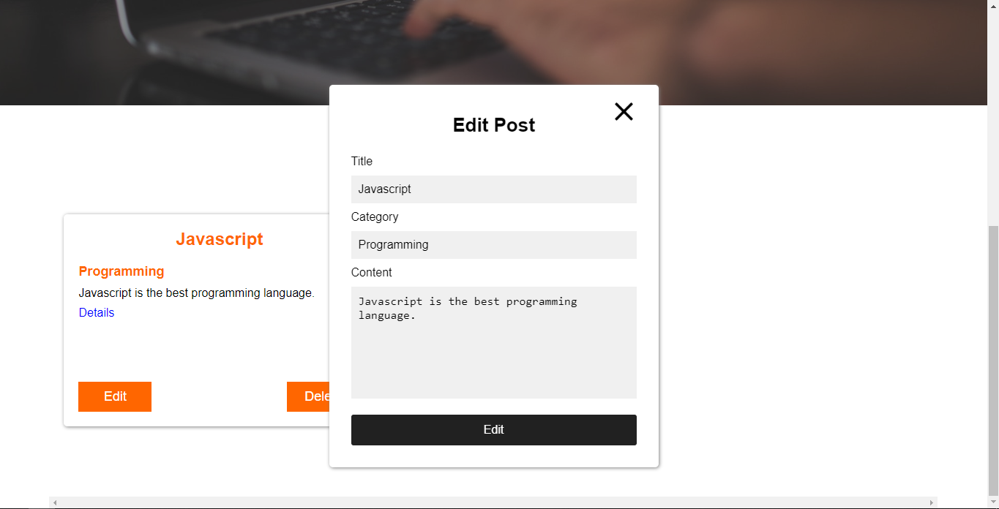 Javascript
Programming
Javascript is the best programming language.
Details
Edit
Dele
Edit Post
Title
Javascript
Category
Programming
Content
Javascript is the best programming
language.
Edit